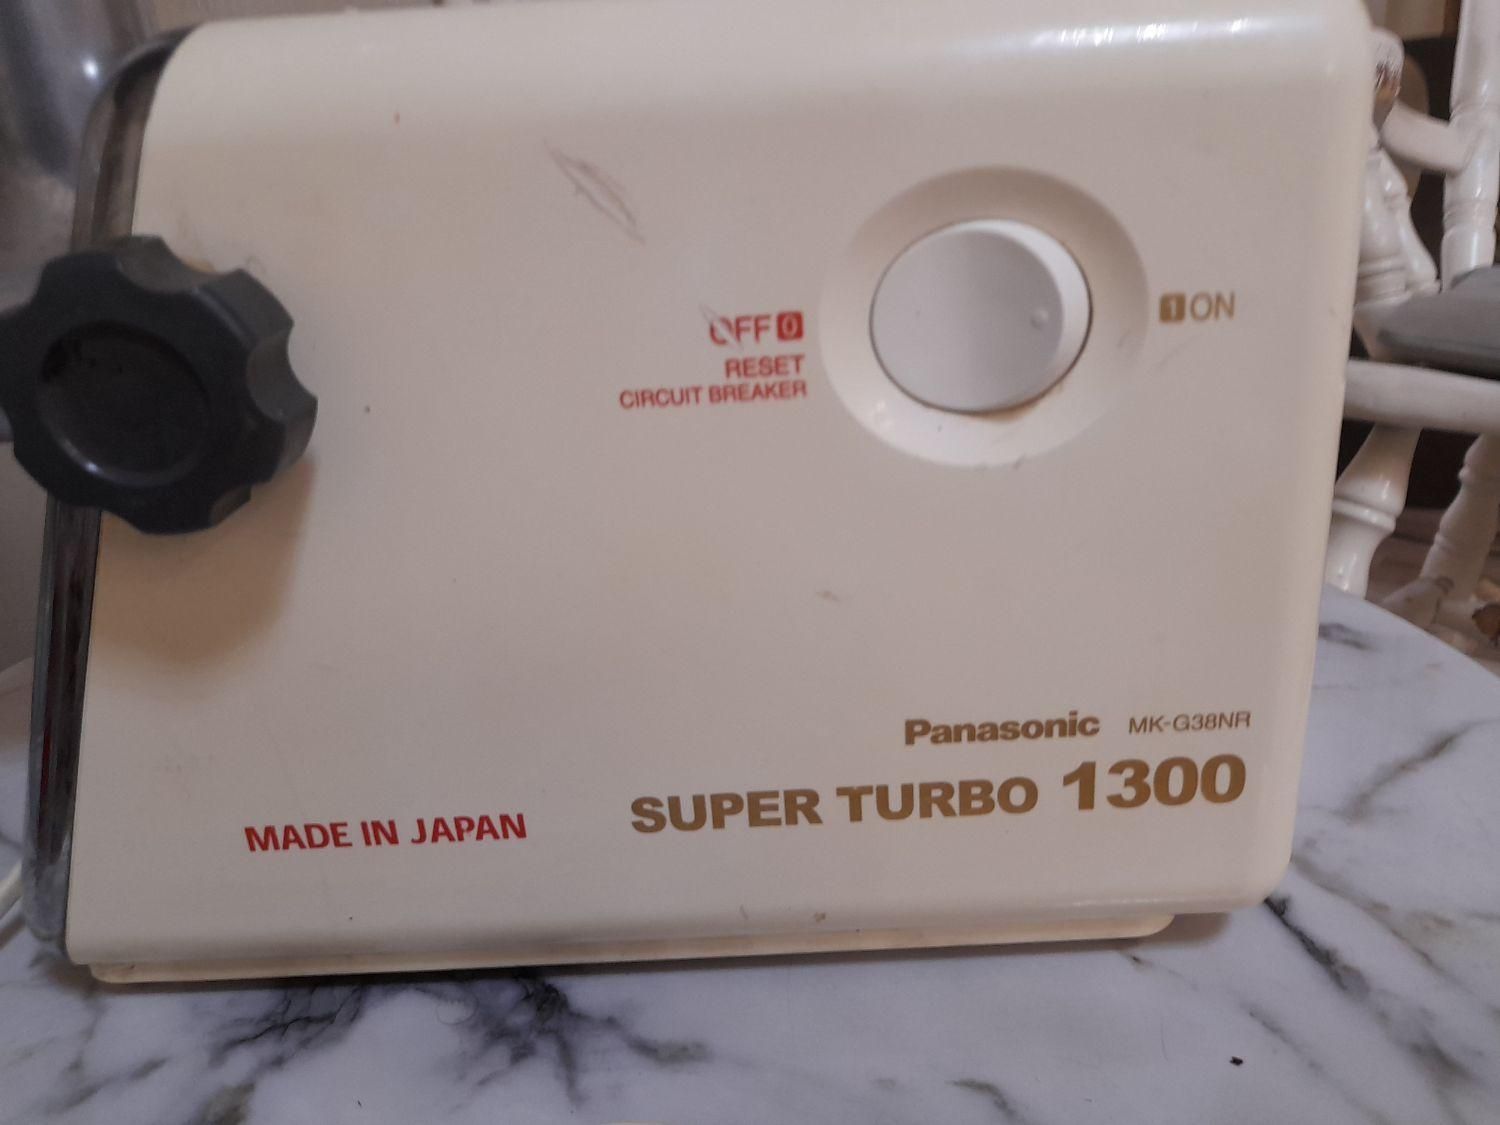 OFF 0
1 ON
RESET
CIRCUIT BREAKER
Panasonic MK-G38NR
SUPER TURBO 1300
MADE IN JAPAN